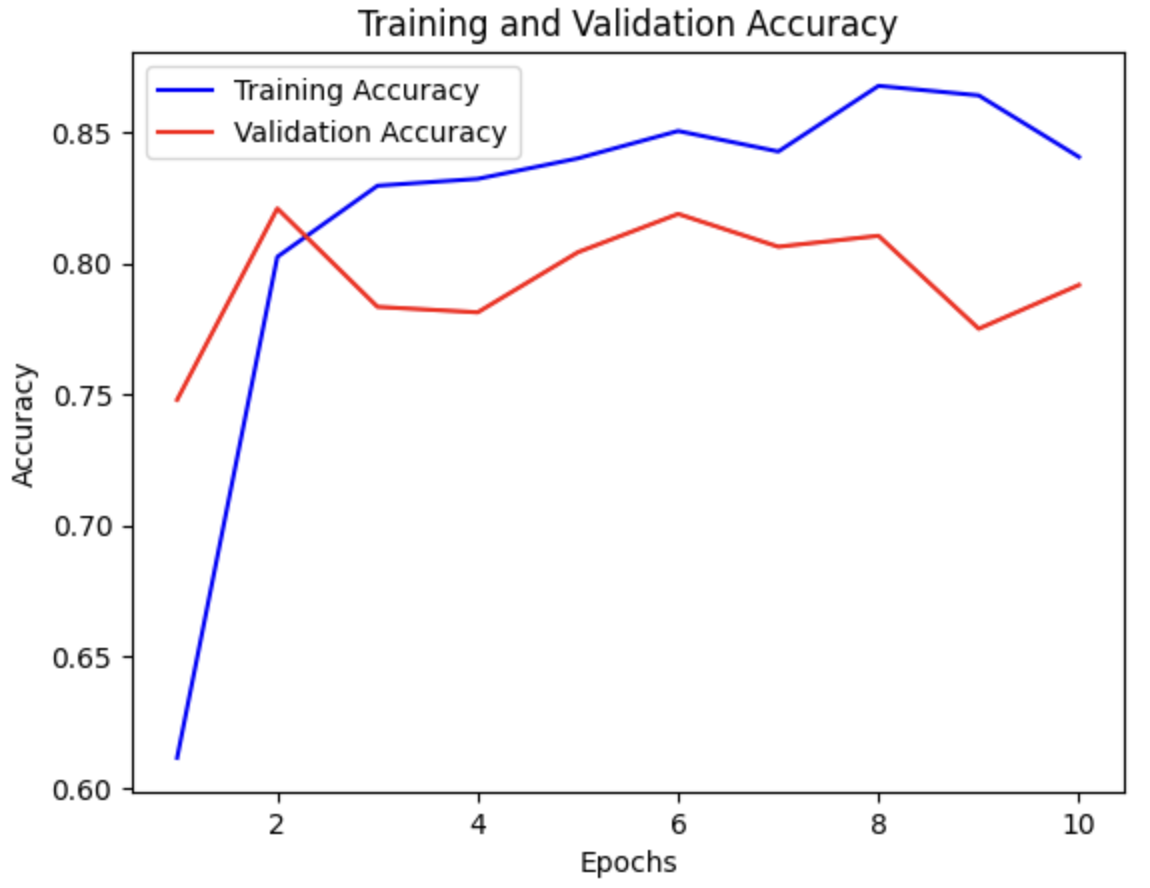 Training and Validation Accuracy
Training Accuracy
Validation Accuracy
0.85
0.80
0.75
0.70
0.65
0.60
Accuracy
2 4 6 8 10
Epochs